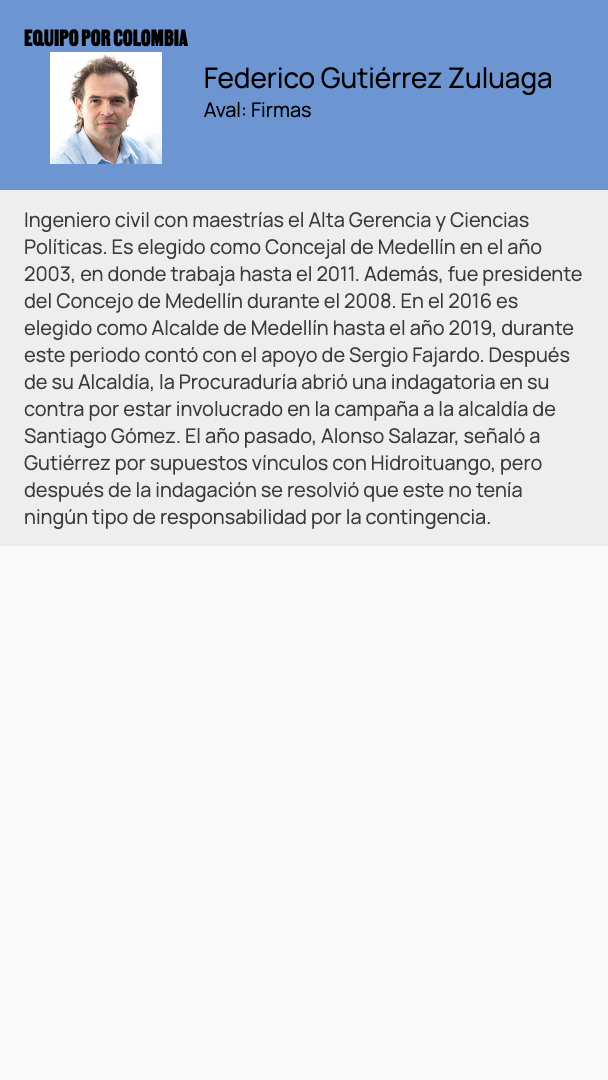 EQUIPO POR COLOMBIA
Federico Gutiérrez Zuluaga
Aval: Firmas
Ingeniero civil con maestrías el Alta Gerencia y Ciencias
Políticas. Es elegido como Concejal de Medellín en el año
2003, en donde trabaja hasta el 2011. Además, fue presidente
del Concejo de Medellín durante el 2008. En el 2016 es
elegido como Alcalde de Medellín hasta el año 2019, durante
este periodo contó con el apoyo de Sergio Fajardo. Después
de su Alcaldía, la Procuraduría abrió una indagatoria en su
contra por estar involucrado en la campaña a la alcaldía de
Santiago Gómez. El año pasado, Alonso Salazar, señaló a
Gutiérrez por supuestos vínculos con Hidroituango, pero
después de la indagación se resolvió que este no tenía
ningún tipo de responsabilidad por la contingencia.